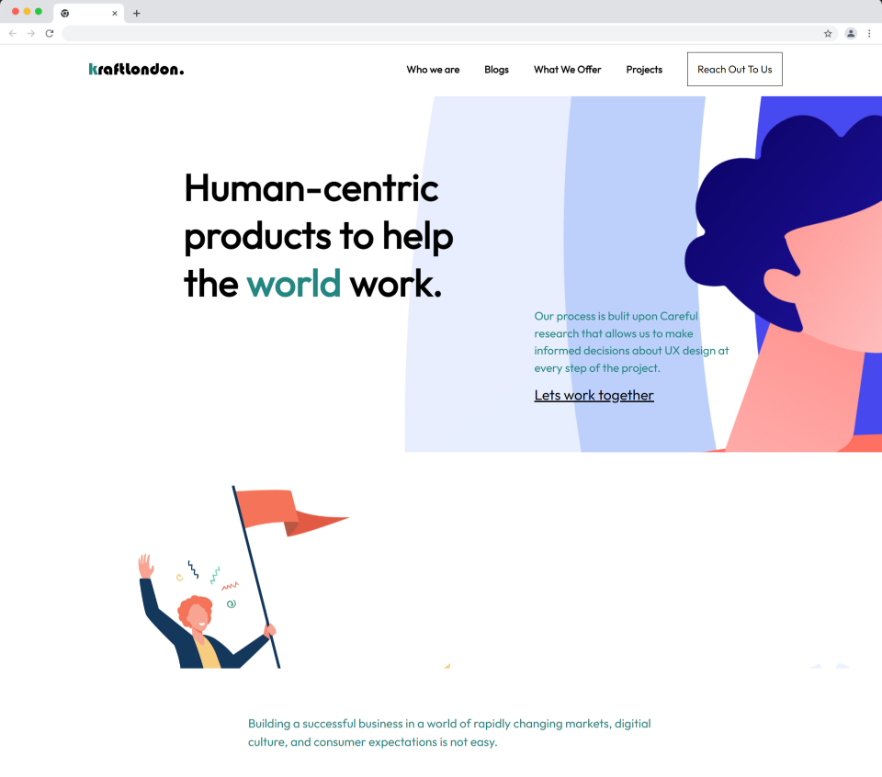 kraftlondon.
Who we are Blogs What We Offer Projects Reach Out To Us
Human-centric
products to help
the world work.
Our process is bulit upon Careful
research that allows us to make
informed decisions about UX design at
every step of the project.
Lets work together
Building a successful business in a world of rapidly changing markets, digitial
culture, and consumer expectations is not easy.